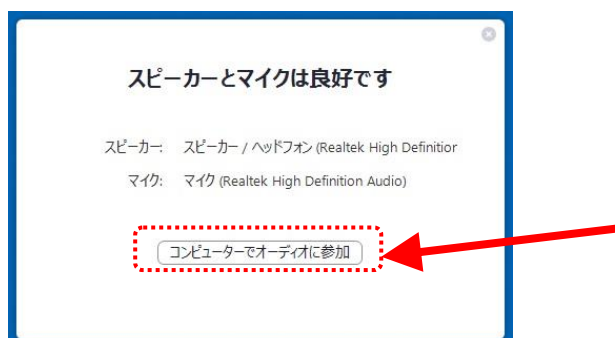 スピーカーとマイクは良好です
スピーカー: スピーカー / ヘッドフォン (Realtek High Definitior
マイク: マイク (Realtek High Definition Audio)
コンピューターでオーディオに参加